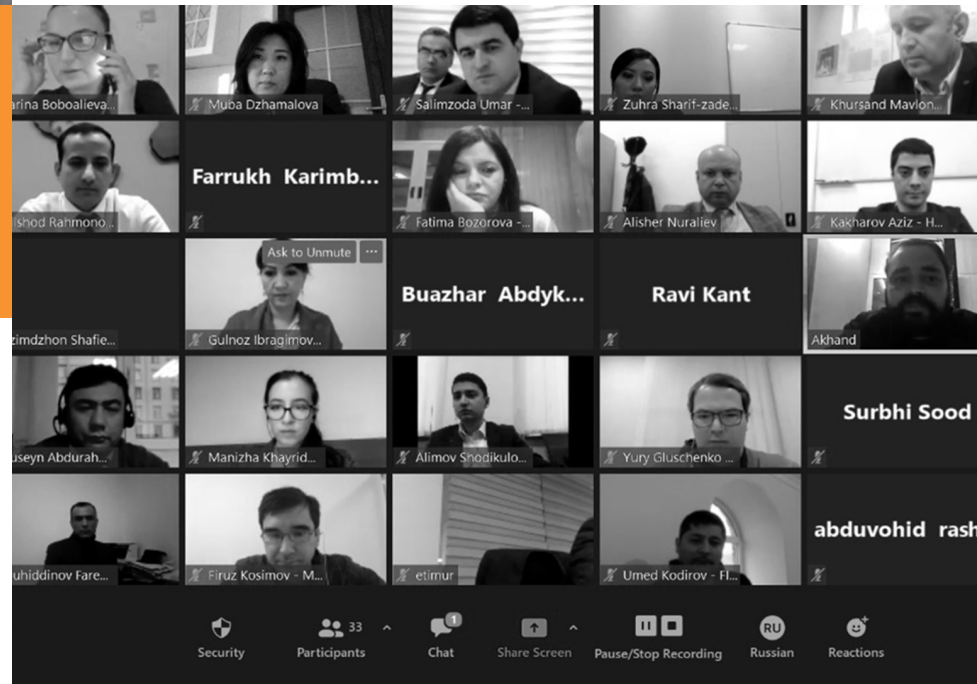 arina Boboalieva...
Muba Dzhamalova
Salimzoda Umar -...
Zuhra Sharif-zade...
Khursand Mavlon...
lshod Rahmono...
Farrukh Karimb...
Fatima Bozorova -...
Alisher Nuraliev
Kakharov Aziz - H...
zimdzhon Shafie...
Ask to Unmute ...
Gulnoz Ibragimov...
Buazhar Abdyk...
Ravi Kant
Akhand
useyn Abdurah...
Manizha Khayrid...
Alimov Shodikulo...
Yury Gluschenko ...
Surbhi Sood
uhiddinov Fare...
Firuz Kosimov - M...
etimur
Umed Kodirov - Fl...
abduvohid rash
33
1
RU
Security
Participants
Chat
Share Screen
Pause/Stop Recording
Russian
Reactions